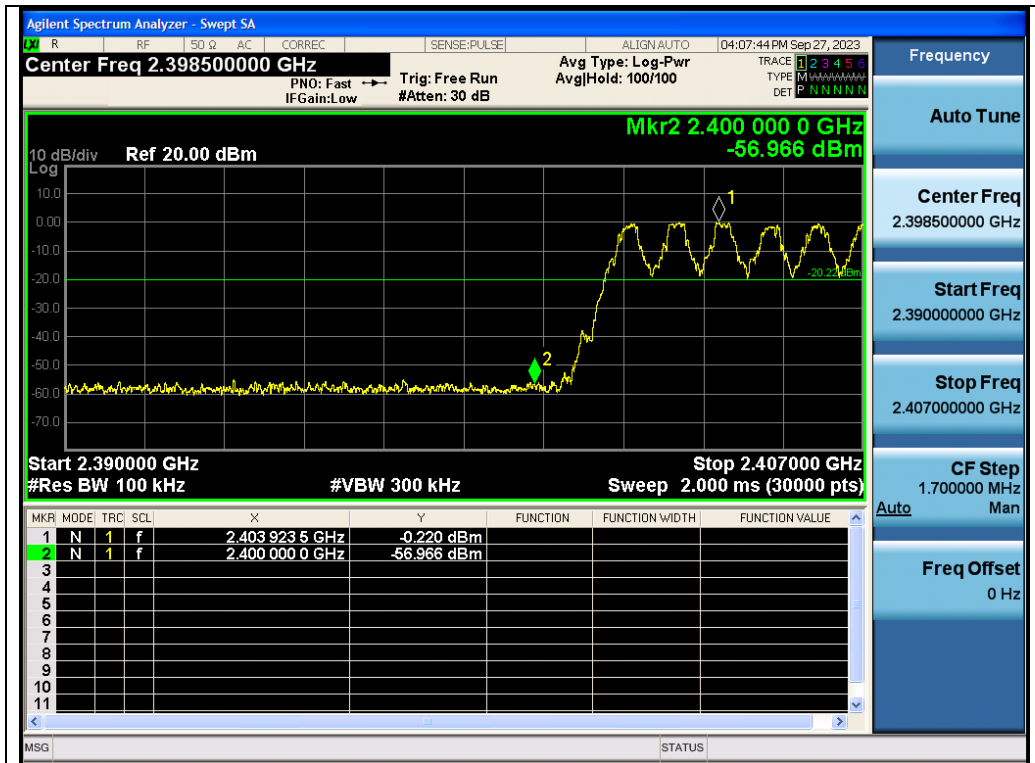 Agilent Spectrum Analyzer - Swept SA
LXI R RF 50 Ω AC CORREC SENSE:PULSE ALIGN AUTO 04:07:44 PM Sep 27, 2023
Center Freq 2.398500000 GHz
PNO: Fast
IFGain:Low
Trig: Free Run
#Atten: 30 dB
Avg Type: Log-Pwr
Avg|Hold: 100/100
TRACE 1 2 3 4 5 6
TYPE M
DET P N N N N N
Mkr2 2.400 000 0 GHz
-56.966 dBm
10 dB/div Ref 20.00 dBm
Log
10.0
0.00
-10.0
-20.0
-30.0
-40.0
-50.0
-60.0
-70.0
1
2
Start 2.390000 GHz Stop 2.407000 GHz
#Res BW 100 kHz #VBW 300 kHz Sweep 2.000 ms (30000 pts)
MKR MODE TRC SCL X Y FUNCTION FUNCTION WIDTH FUNCTION VALUE
1 N 1 f 2.403 923 5 GHz -0.220 dBm
2 N 1 f 2.400 000 0 GHz -56.966 dBm
3
4
5
6
7
8
9
10
11
MSG STATUS
Frequency
Auto Tune
Center Freq
2.398500000 GHz
Start Freq
2.390000000 GHz
Stop Freq
2.407000000 GHz
CF Step
1.700000 MHz
Auto Man
Freq Offset
0 Hz